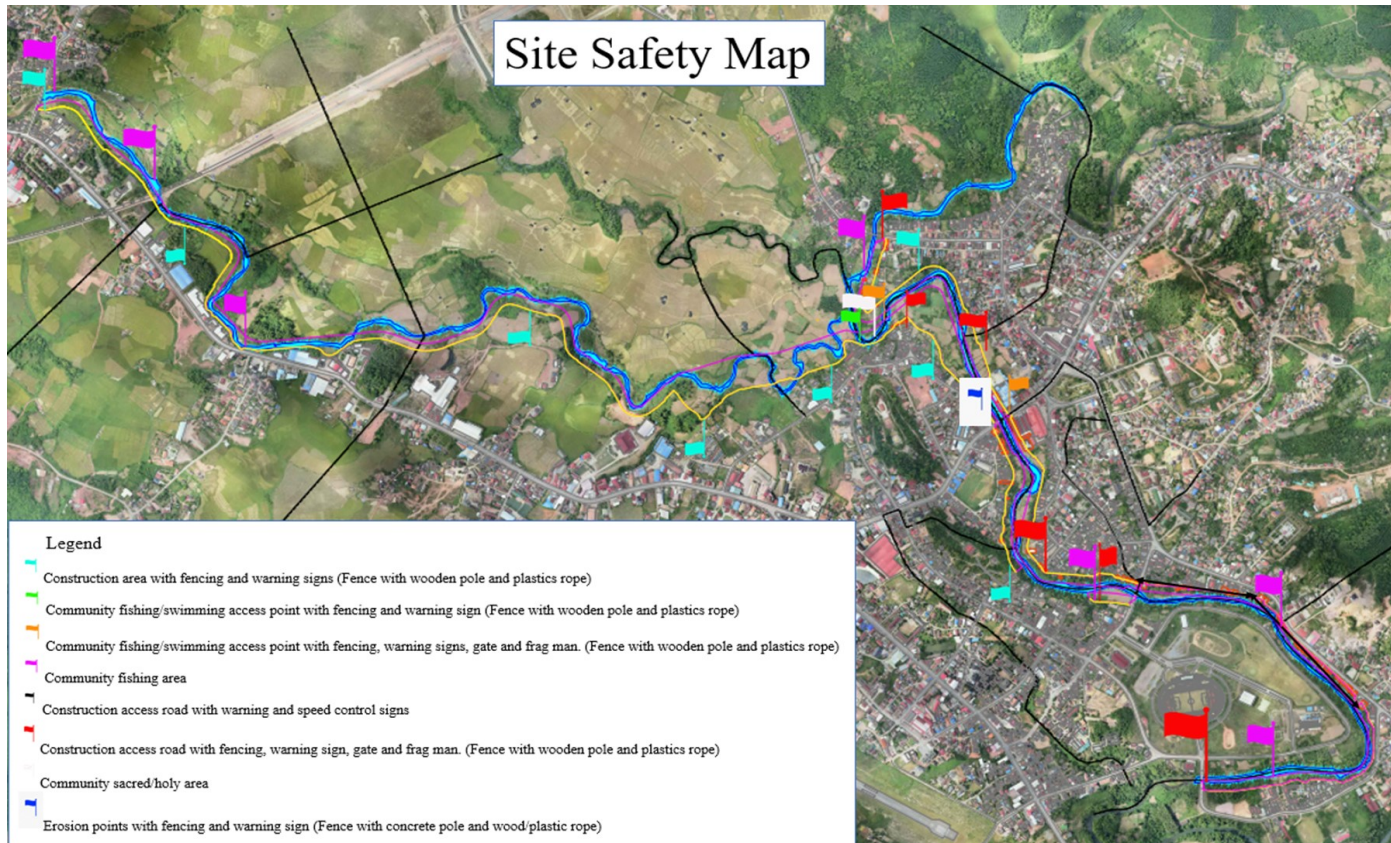 Site Safety Map
Legend
Construction area with fencing and warning signs (Fence with wooden pole and plastics rope)
Community fishing/swimming access point with fencing and warning sign (Fence with wooden pole and plastics rope)
Community fishing/swimming access point with fencing, warning signs, gate and frag man. (Fence with wooden pole and plastics rope)
Community fishing area
Construction access road with warning and speed control signs
Construction access road with fencing, warning sign, gate and frag man. (Fence with wooden pole and plastics rope)
Community sacred/holy area
Erosion points with fencing and warning sign (Fence with concrete pole and wood/plastic rope)